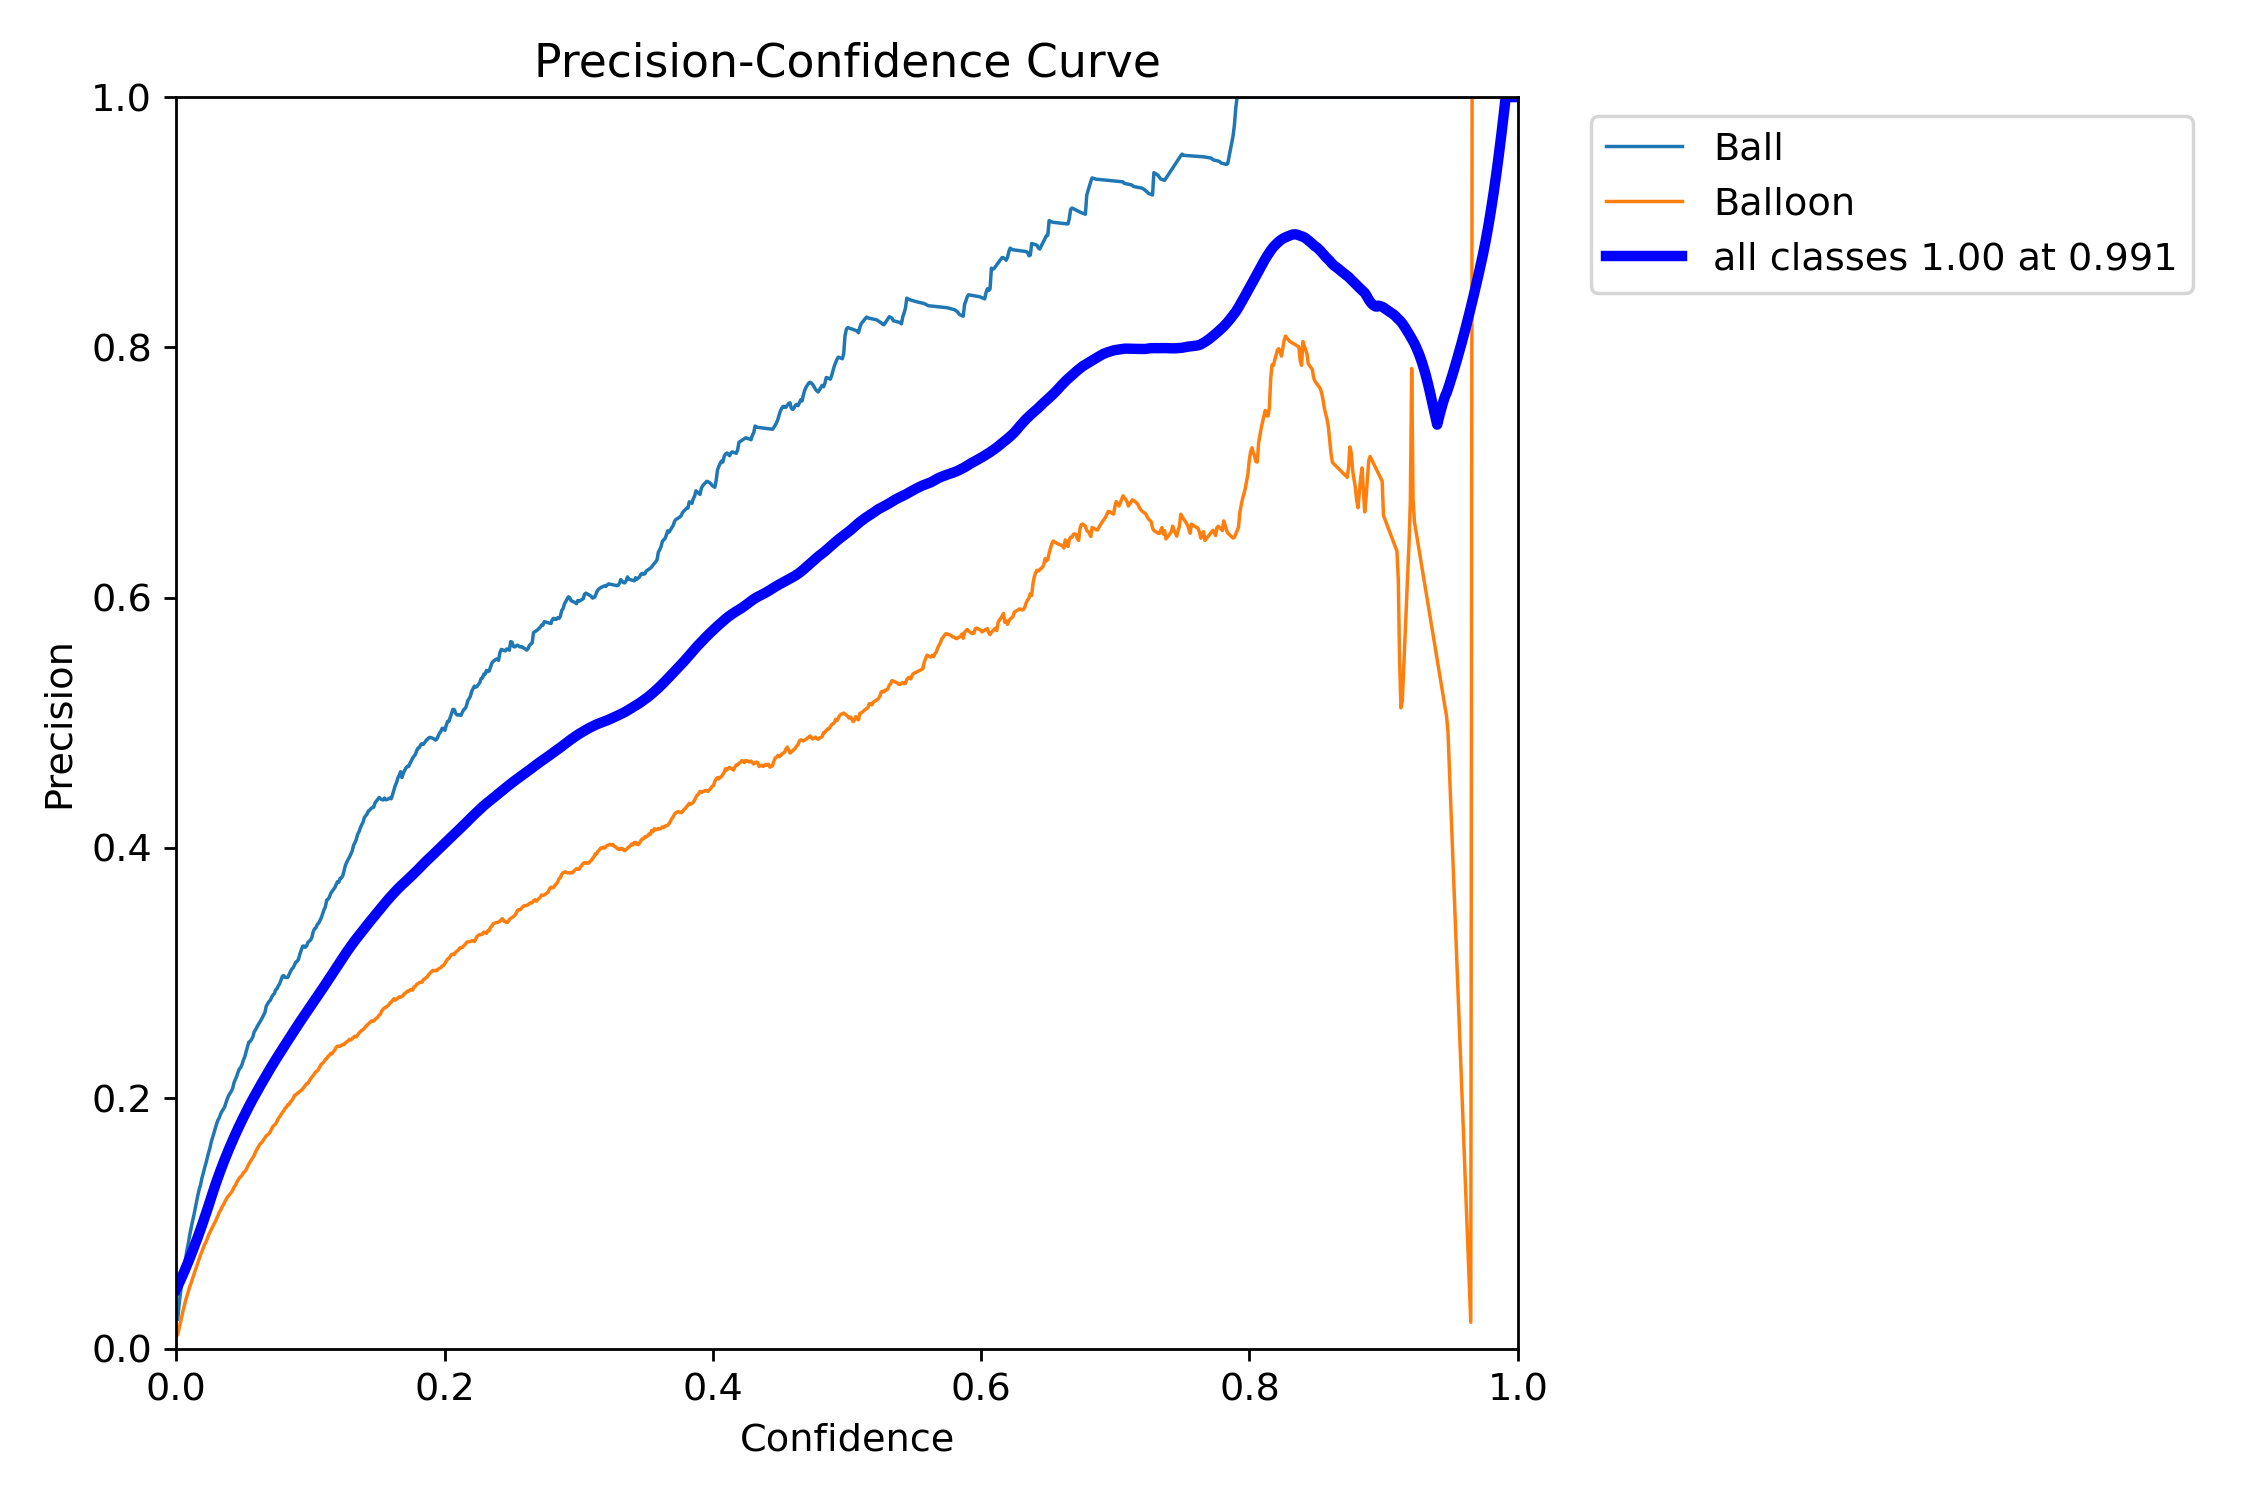 Precision-Confidence Curve
1.0
0.8
0.6
0.4
0.2
0.0
Precision
0.0 0.2 0.4 0.6 0.8 1.0
Confidence
Ball
Balloon
all classes 1.00 at 0.991